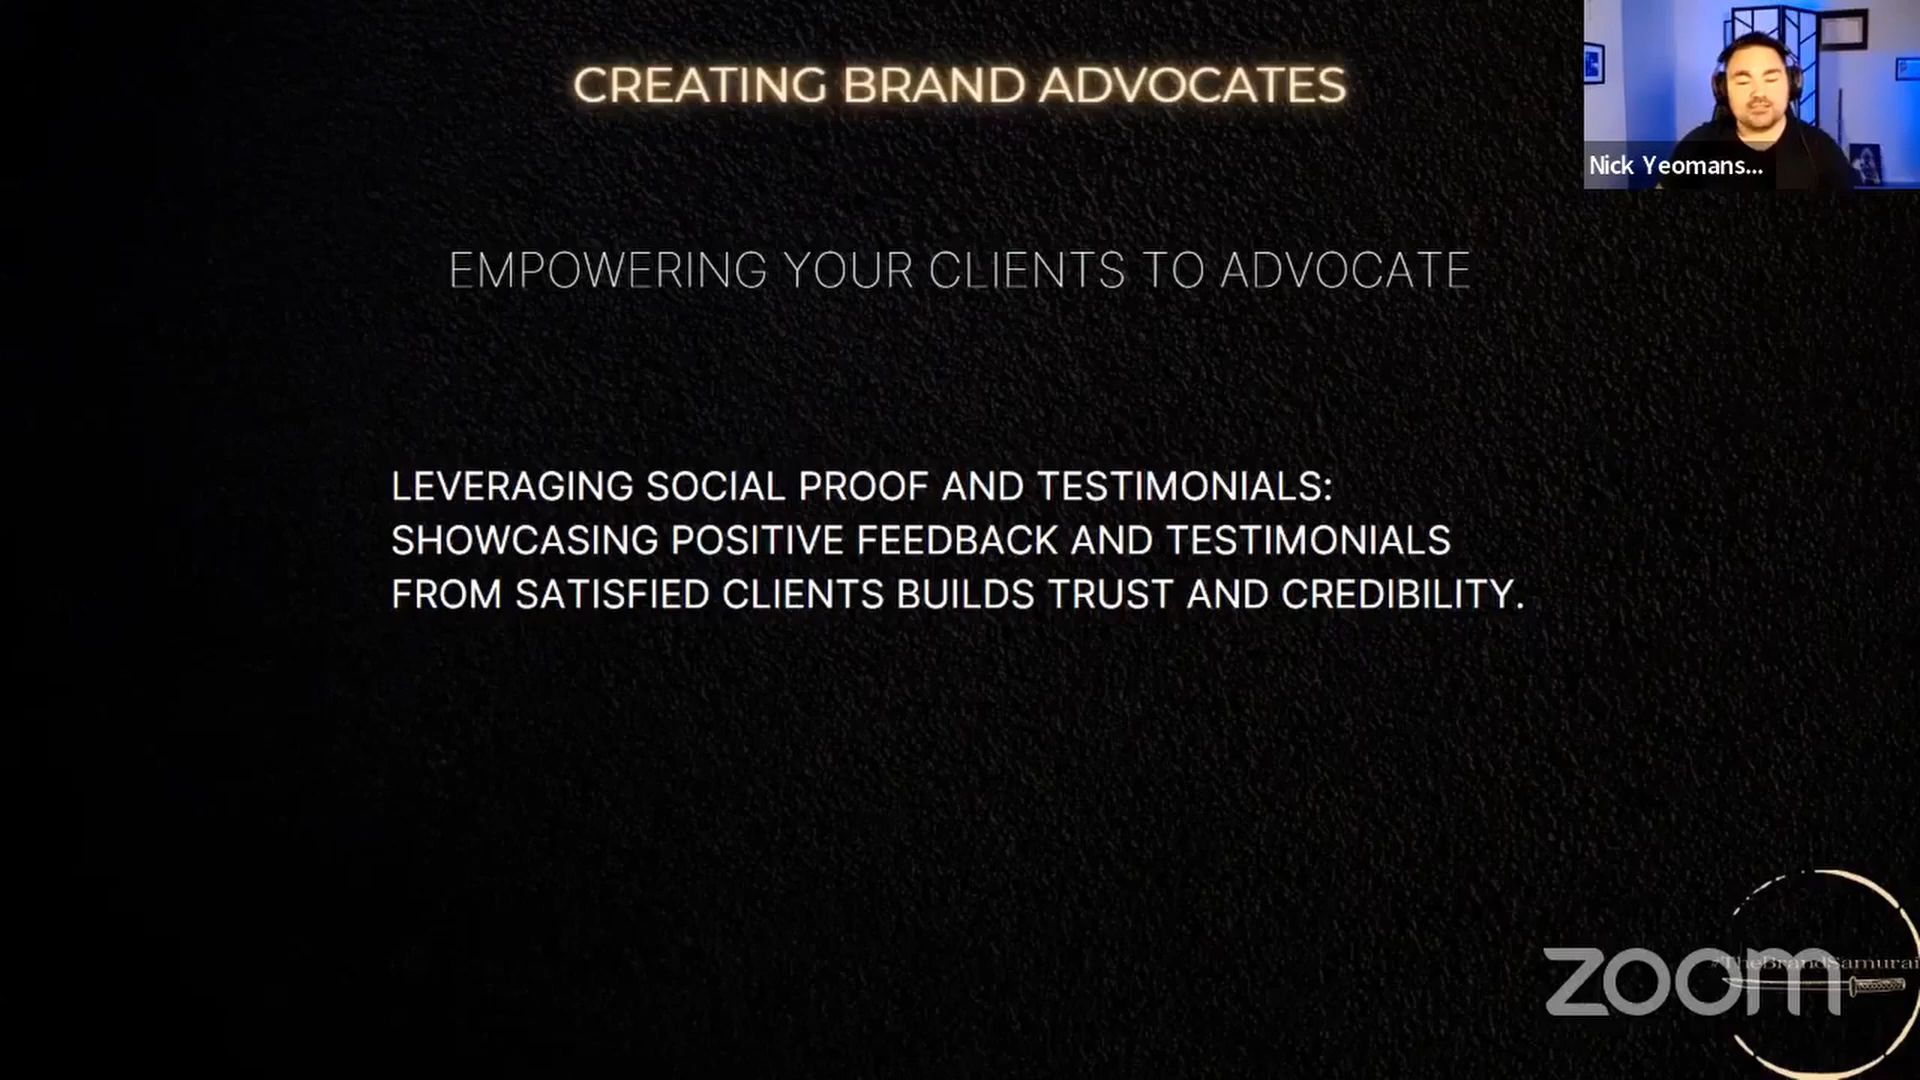 CREATING BRAND ADVOCATES
Nick Yeomans...
EMPOWERING YOUR CLIENTS TO ADVOCATE
LEVERAGING SOCIAL PROOF AND TESTIMONIALS:
SHOWCASING POSITIVE FEEDBACK AND TESTIMONIALS
FROM SATISFIED CLIENTS BUILDS TRUST AND CREDIBILITY.
#TheBrandSamurai
zoom